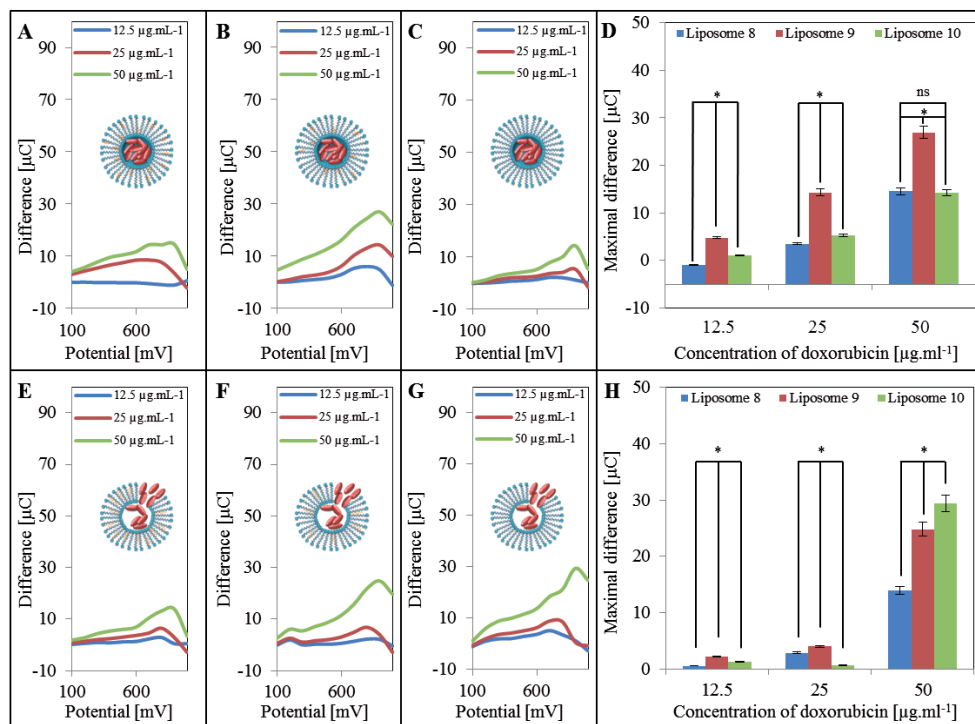 A
12.5 µg.mL-1
25 µg.mL-1
50 µg.mL-1
90
70
50
30
10
-10
Difference [µC]
100
600
Potential [mV]
B
12.5 µg.mL-1
25 µg.mL-1
50 µg.mL-1
90
70
50
30
10
-10
Difference [µC]
100
600
Potential [mV]
C
12.5 µg.mL-1
25 µg.mL-1
50 µg.mL-1
90
70
50
30
10
-10
Difference [µC]
100
600
Potential [mV]
D
Liposome 8 Liposome 9 Liposome 10
50
40
30
20
10
0
-10
Maximal difference [µC]
*
*
ns
*
12.5 25 50
Concentration of doxorubicin [µg.ml-1]
E
12.5 µg.mL-1
25 µg.mL-1
50 µg.mL-1
90
70
50
30
10
-10
Difference [µC]
100
600
Potential [mV]
F
12.5 µg.mL-1
25 µg.mL-1
50 µg.mL-1
90
70
50
30
10
-10
Difference [µC]
100
600
Potential [mV]
G
12.5 µg.mL-1
25 µg.mL-1
50 µg.mL-1
90
70
50
30
10
-10
Difference [µC]
100
600
Potential [mV]
H
Liposome 8 Liposome 9 Liposome 10
50
40
30
20
10
0
Maximal difference [µC]
*
*
*
12.5 25 50
Concentration of doxorubicin [µg.ml-1]